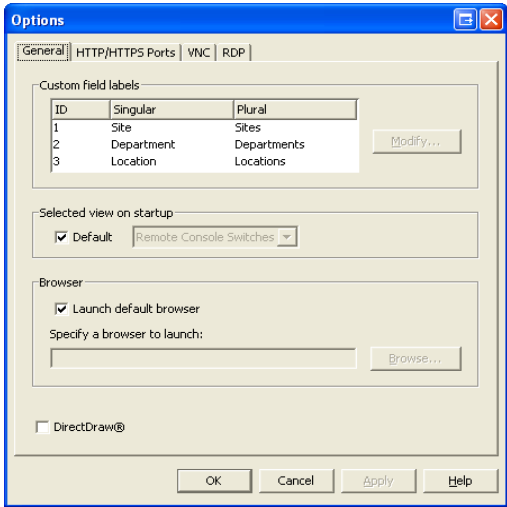 Options
General HTTP/HTTPS Ports VNC RDP
Custom field labels
ID Singular Plural
1 Site Sites
2 Department Departments
3 Location Locations
Modify...
Selected view on startup
Default Remote Console Switches
Browser
Launch default browser
Specify a browser to launch:
Browse...
DirectDraw®
OK Cancel Apply Help